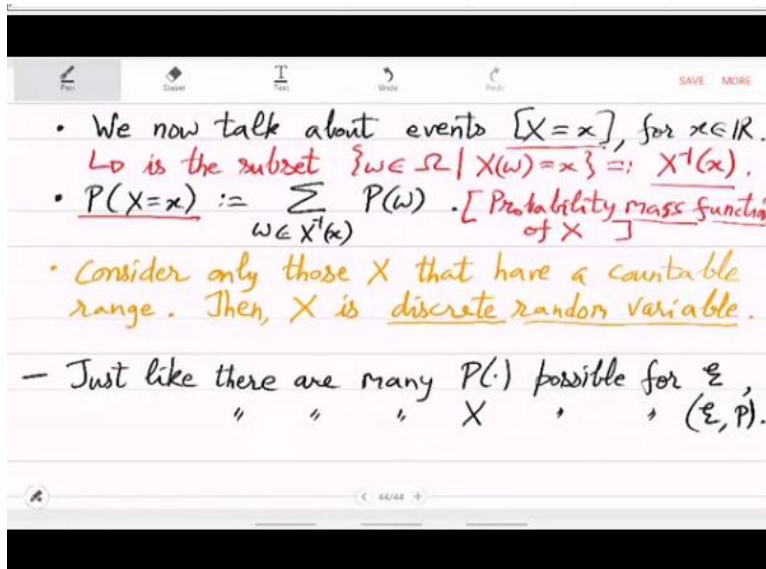 Pen Eraser Text Undo Redo SAVE MORE
• We now talk about events [X = x], for x ∈ ℝ.
↳ is the subset {ω ∈ Ω | X(ω) = x} =: X⁻¹(x).
• P(X=x) := Σ P(ω). [Probability mass function
ω ∈ X⁻¹(x) of X ]
• Consider only those X that have a countable
range. Then, X is discrete random variable.
— Just like there are many P(·) possible for ℰ,
" " " X " " (ℰ, P).
< 44/44 +